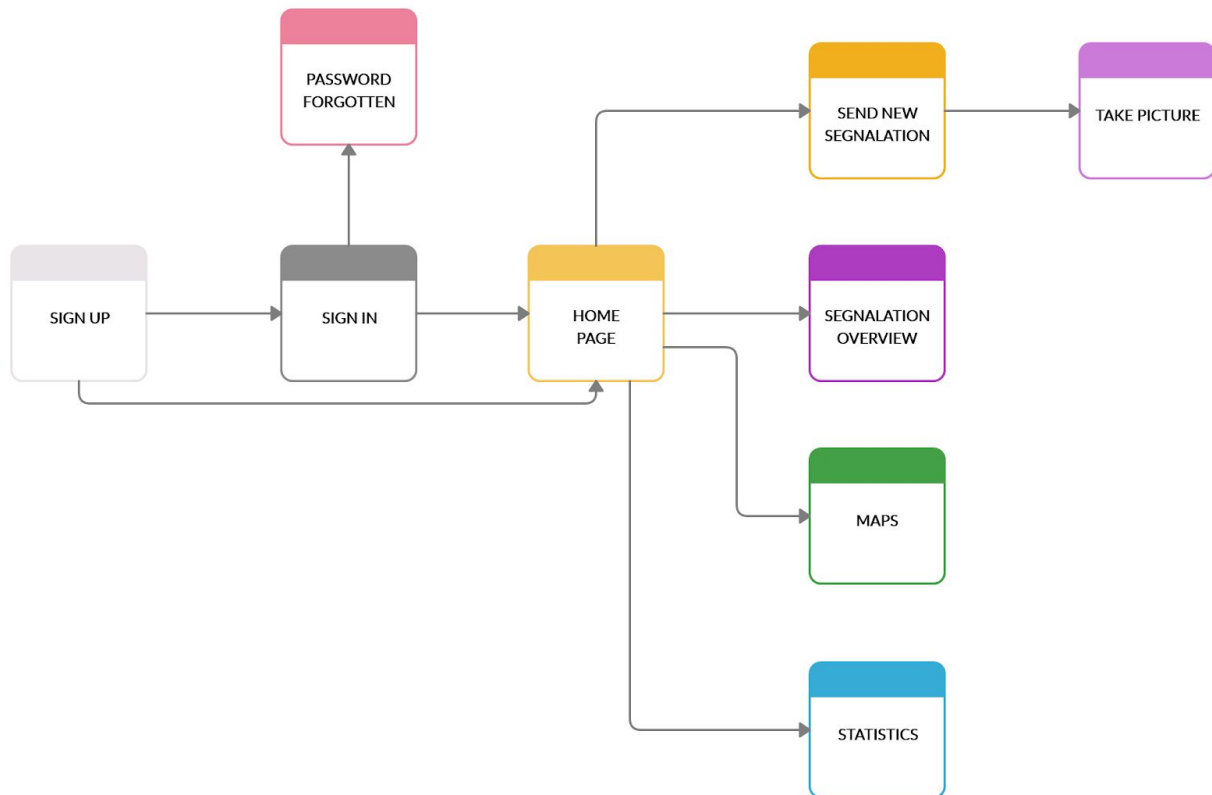 PASSWORD
FORGOTTEN
SEND NEW
SEGNALATION
TAKE PICTURE
SIGN UP
SIGN IN
HOME
PAGE
SEGNALATION
OVERVIEW
MAPS
STATISTICS